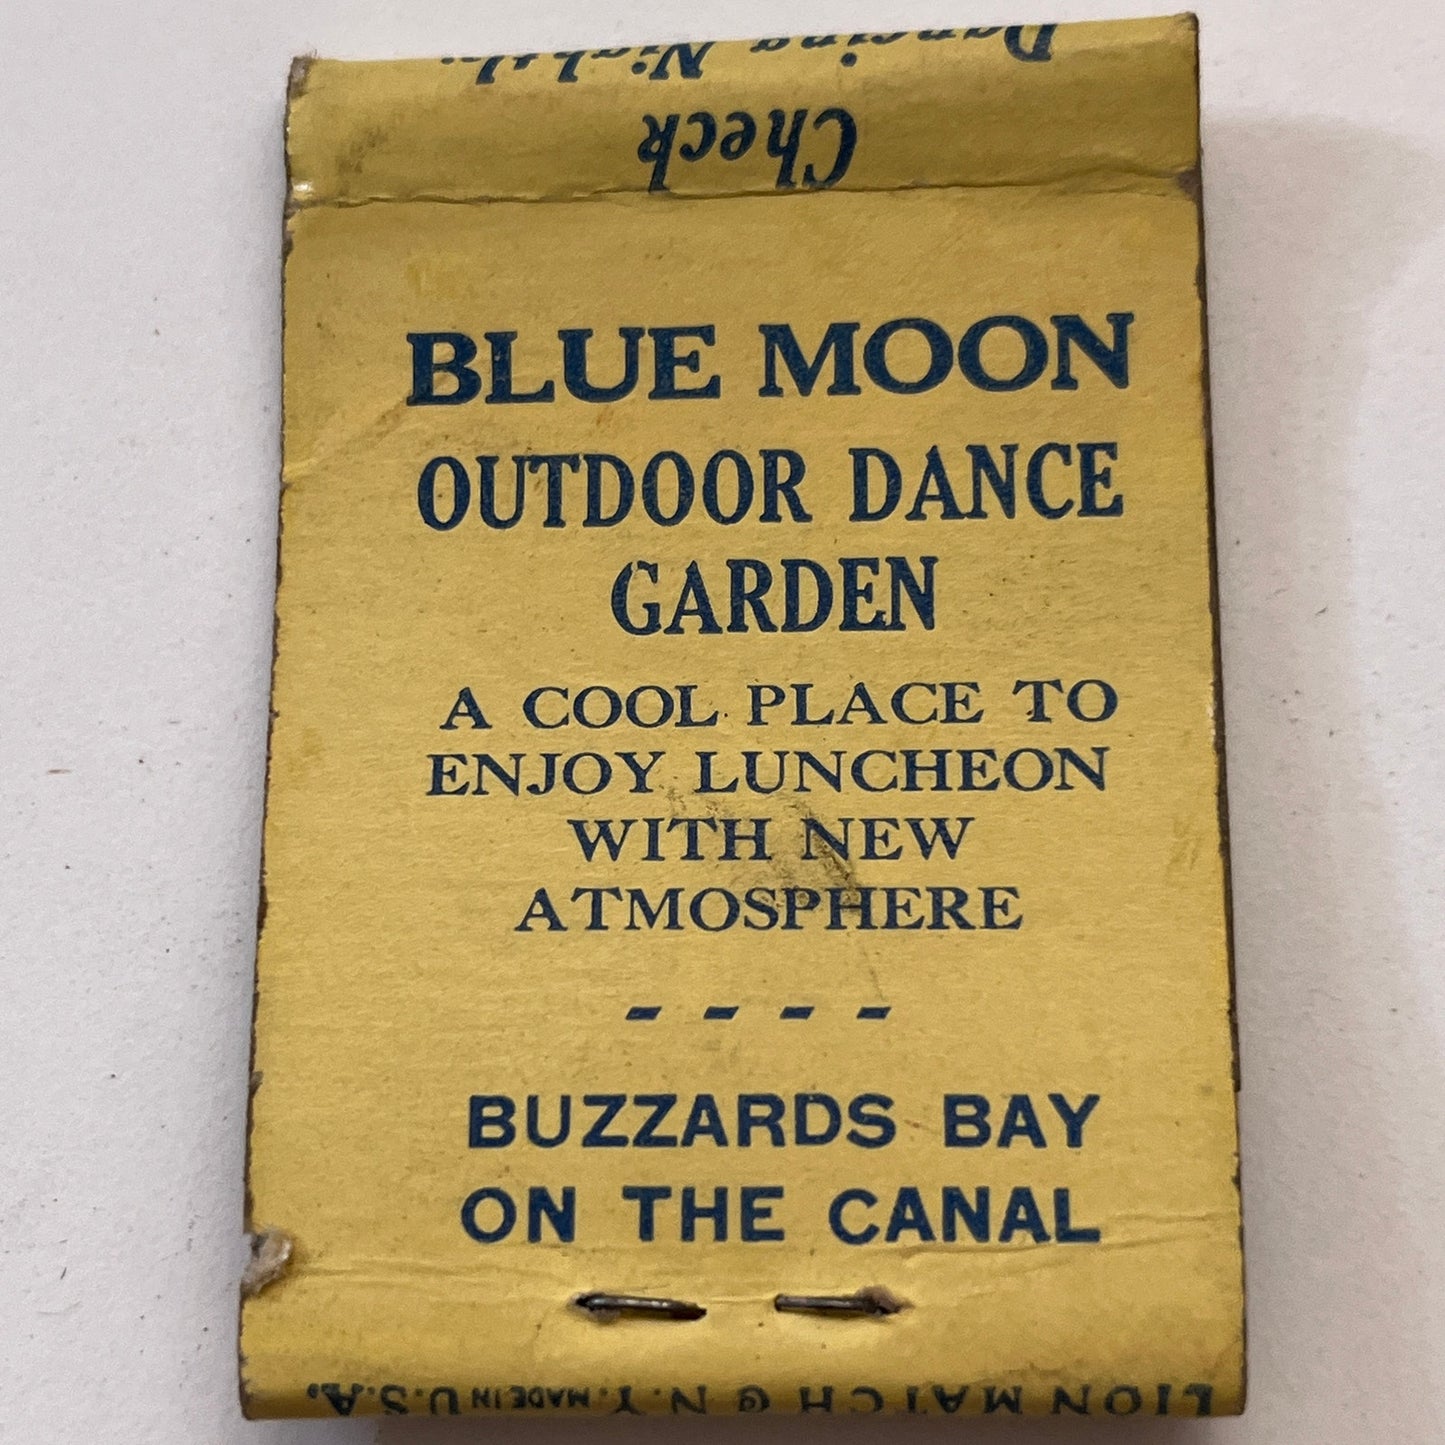 Dancing Nightly
Check
BLUE MOON
OUTDOOR DANCE
GARDEN
A COOL PLACE TO
ENJOY LUNCHEON
WITH NEW
ATMOSPHERE
- - - -
BUZZARDS BAY
ON THE CANAL
LION MATCH @ N.Y. MADE IN U.S.A.